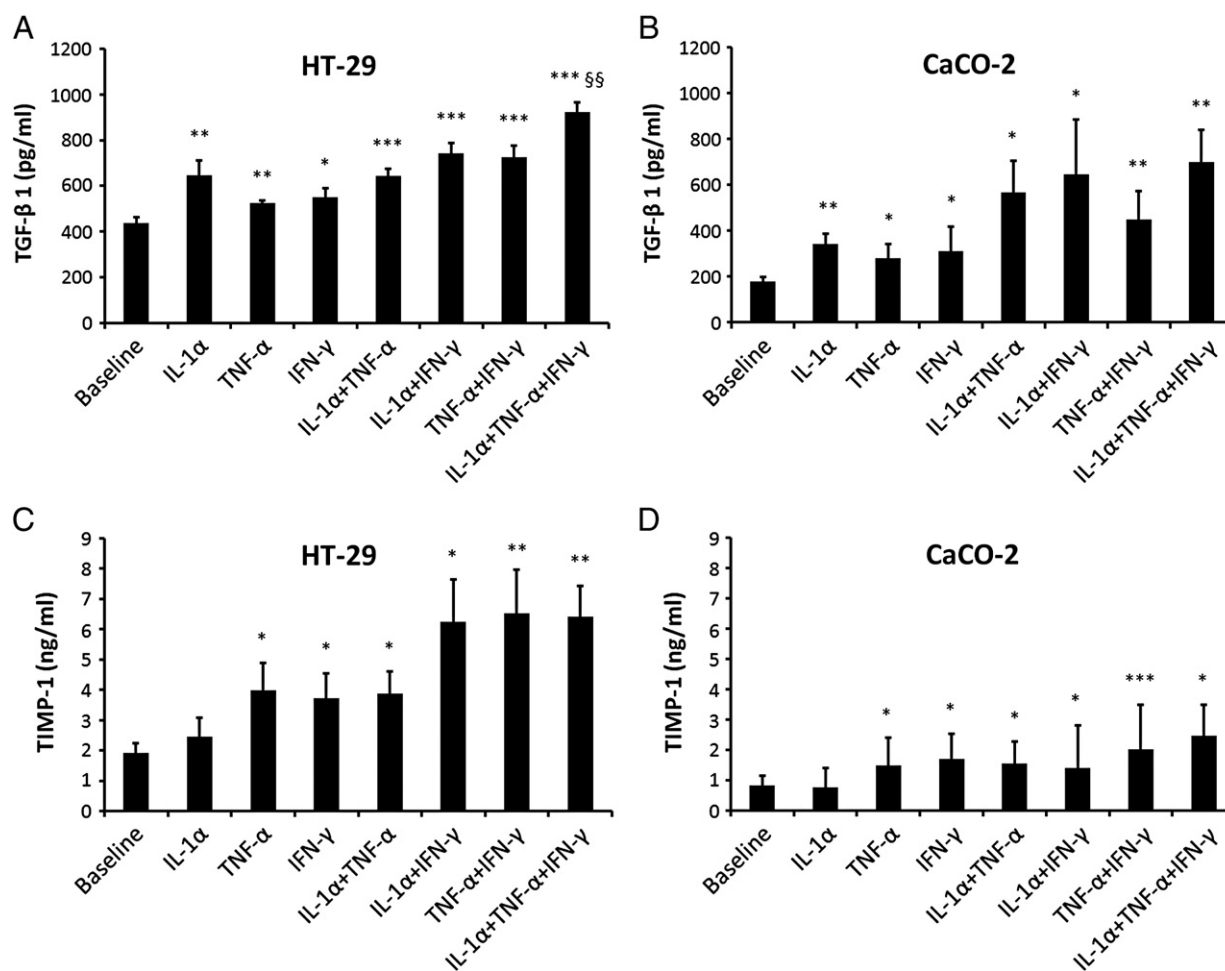 A
HT-29
TGF-β 1 (pg/ml)
1200
1000
800
600
400
200
0
** ** * *** *** *** *** §§
Baseline
IL-1α
TNF-α
IFN-γ
IL-1α+TNF-α
IL-1α+IFN-γ
TNF-α+IFN-γ
IL-1α+TNF-α+IFN-γ
B
CaCO-2
TGF-β 1 (pg/ml)
1200
1000
800
600
400
200
0
** * * * * ** **
Baseline
IL-1α
TNF-α
IFN-γ
IL-1α+TNF-α
IL-1α+IFN-γ
TNF-α+IFN-γ
IL-1α+TNF-α+IFN-γ
C
HT-29
TIMP-1 (ng/ml)
9
8
7
6
5
4
3
2
1
0
* * * * ** **
Baseline
IL-1α
TNF-α
IFN-γ
IL-1α+TNF-α
IL-1α+IFN-γ
TNF-α+IFN-γ
IL-1α+TNF-α+IFN-γ
D
CaCO-2
TIMP-1 (ng/ml)
9
8
7
6
5
4
3
2
1
0
* * * * *** *
Baseline
IL-1α
TNF-α
IFN-γ
IL-1α+TNF-α
IL-1α+IFN-γ
TNF-α+IFN-γ
IL-1α+TNF-α+IFN-γ